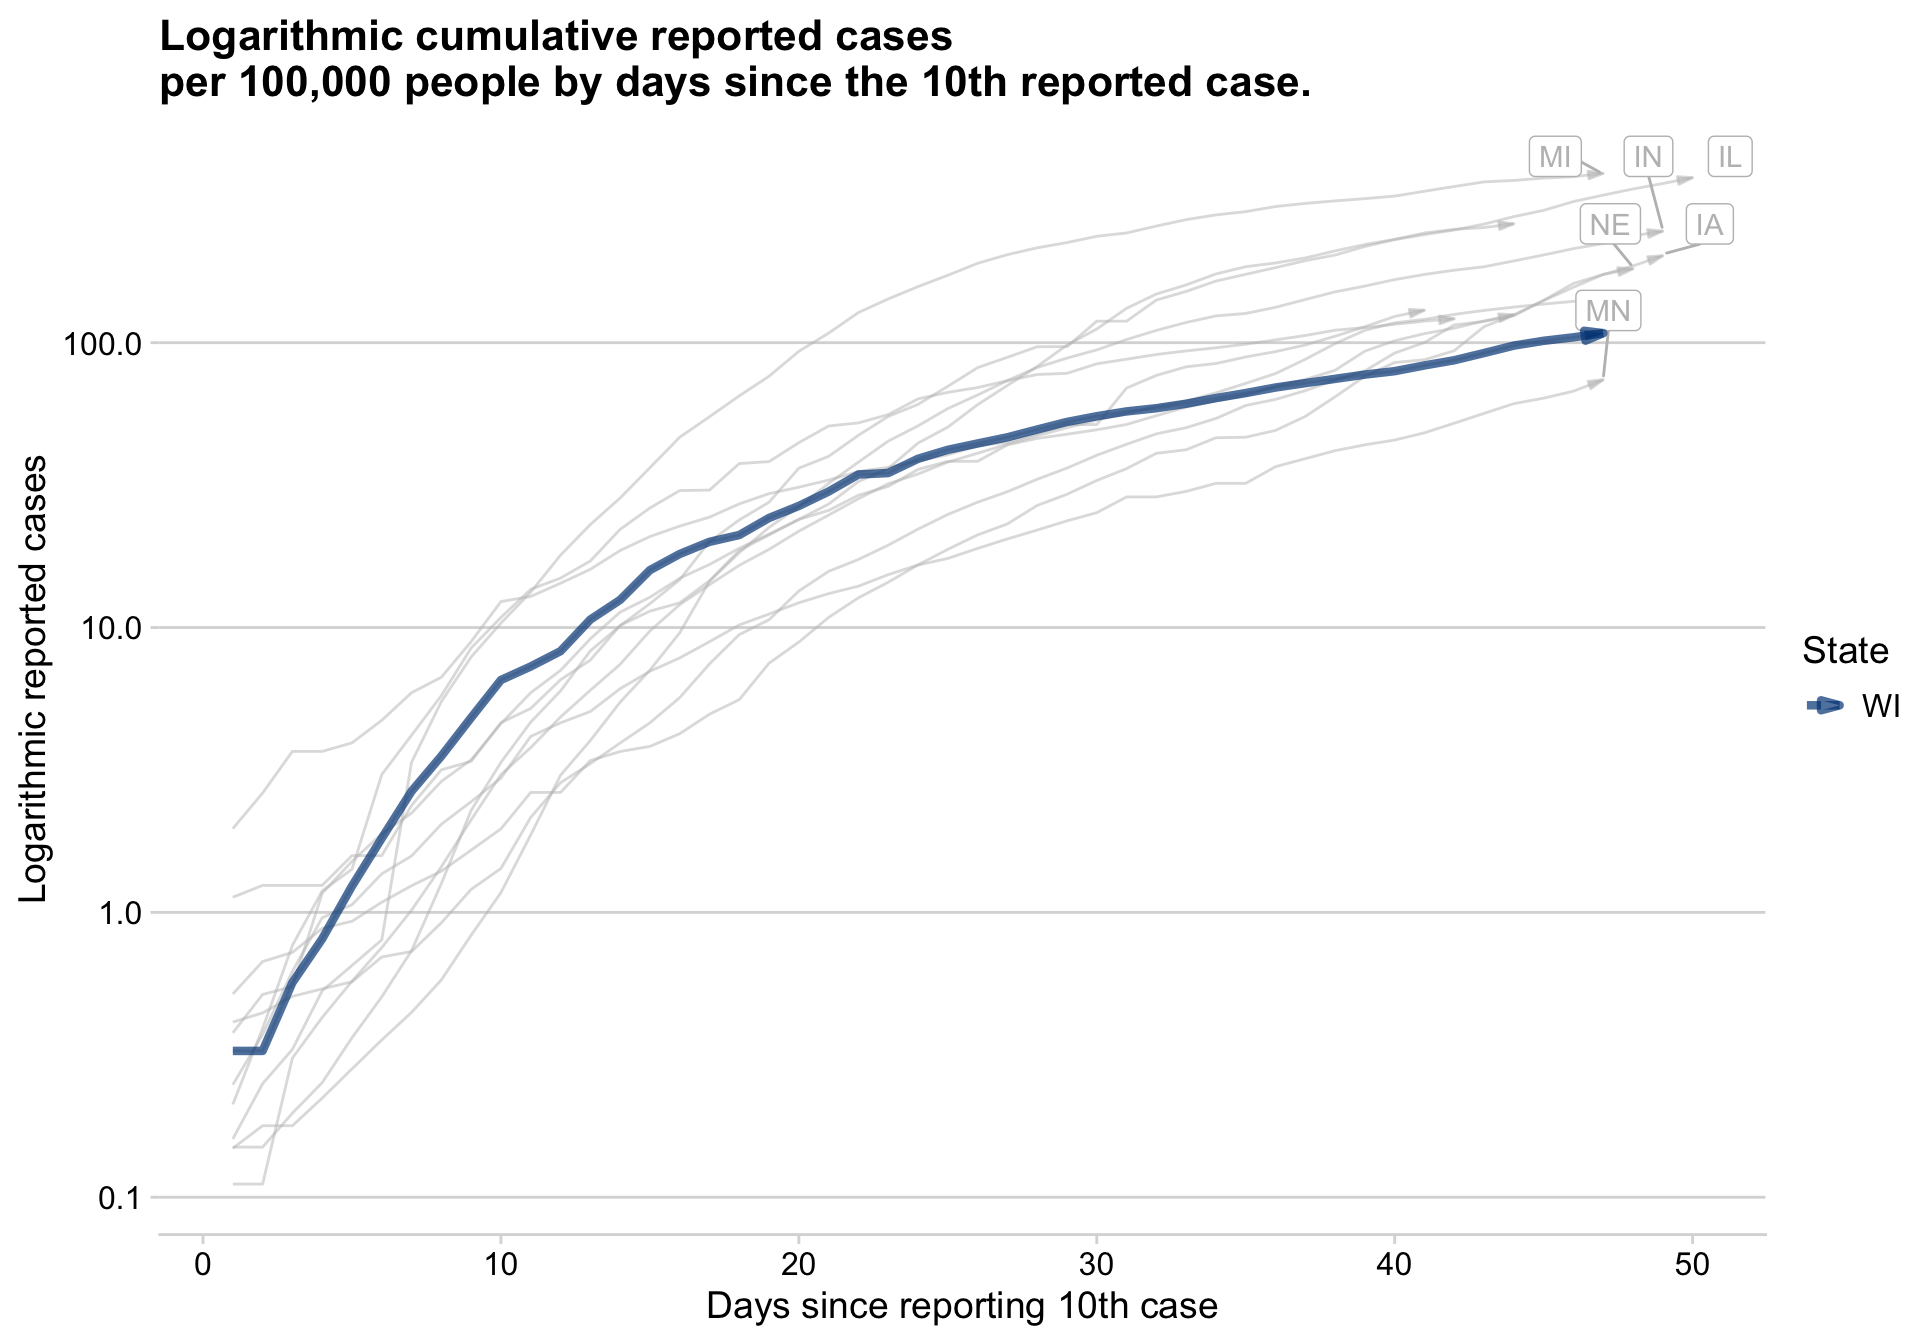 Logarithmic cumulative reported cases
per 100,000 people by days since the 10th reported case.
MI
IN
IL
NE
IA
MN
100.0
10.0
1.0
0.1
Logarithmic reported cases
0
10
20
30
40
50
Days since reporting 10th case
State
WI